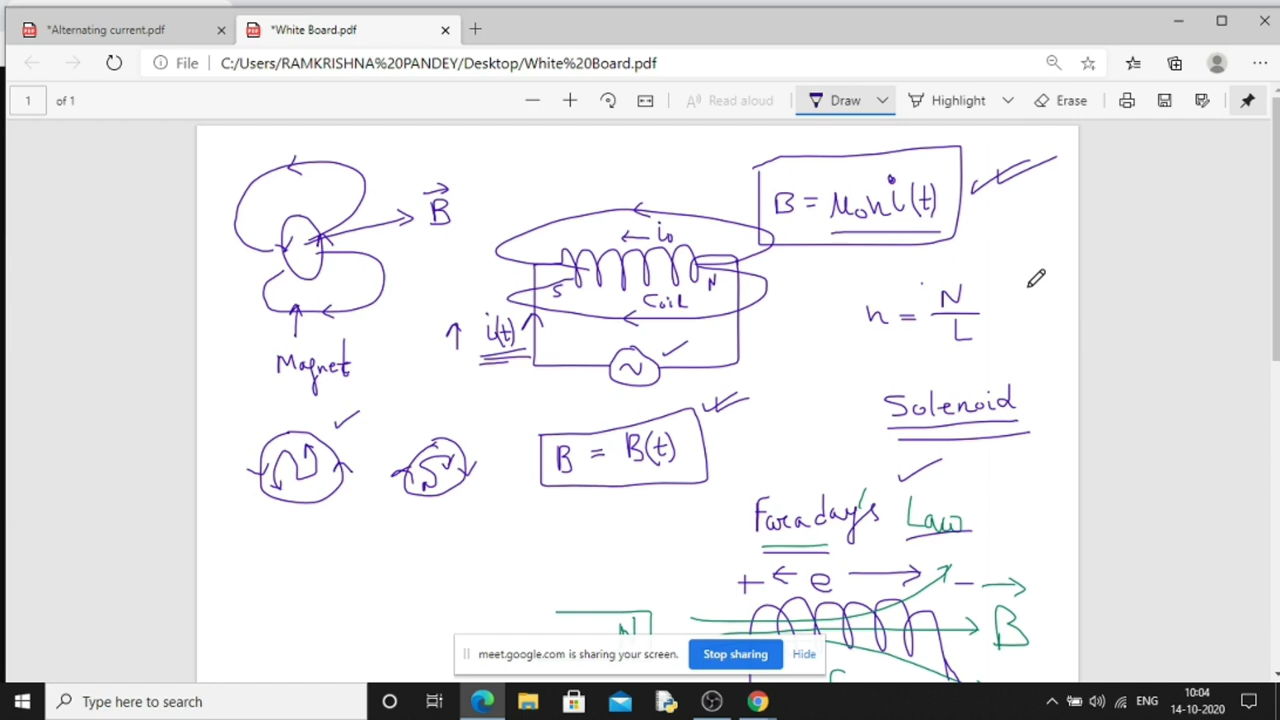 *Alternating current.pdf
*White Board.pdf
File
C:/Users/RAMKRISHNA%20PANDEY/Desktop/White%20Board.pdf
1 of 1
Read aloud
Draw
Highlight
Erase
B
B = μ₀n i(t)
i₀
S
N
Coil
i(t)
n = N/L
Magnet
Solenoid
N
S
B = B(t)
Faraday's Law
+ ← e → −
N
B
meet.google.com is sharing your screen.
Stop sharing
Hide
Type here to search
ENG
10:04
14-10-2020